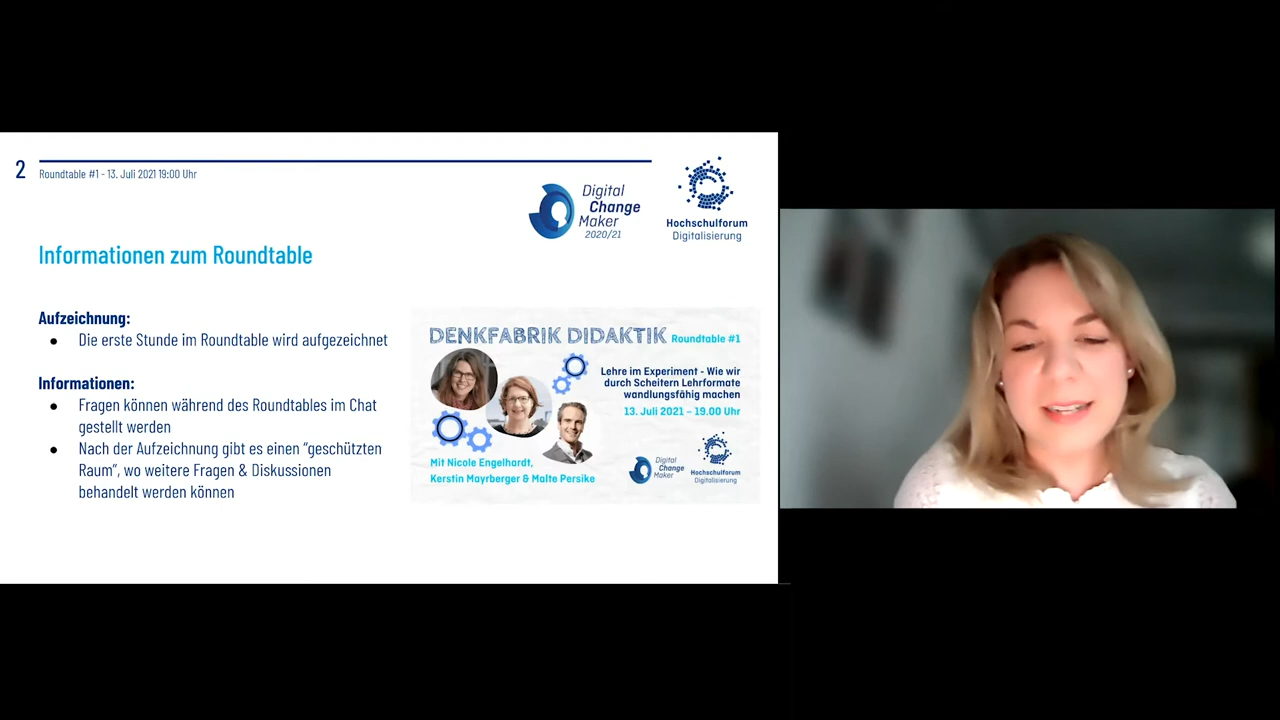 2
Roundtable #1 - 13. Juli 2021 19:00 Uhr
Digital
Change
Maker
2020/21
Hochschulforum
Digitalisierung
Informationen zum Roundtable
Aufzeichnung:
● Die erste Stunde im Roundtable wird aufgezeichnet
Informationen:
● Fragen können während des Roundtables im Chat
gestellt werden
● Nach der Aufzeichnung gibt es einen “geschützten
Raum”, wo weitere Fragen & Diskussionen
behandelt werden können
DENKFABRIK DIDAKTIK Roundtable #1
Lehre im Experiment - Wie wir
durch Scheitern Lehrformate
wandlungsfähig machen
13. Juli 2021 – 19.00 Uhr
Mit Nicole Engelhardt,
Kerstin Mayrberger & Malte Persike
Digital
Change
Maker
Hochschulforum
Digitalisierung